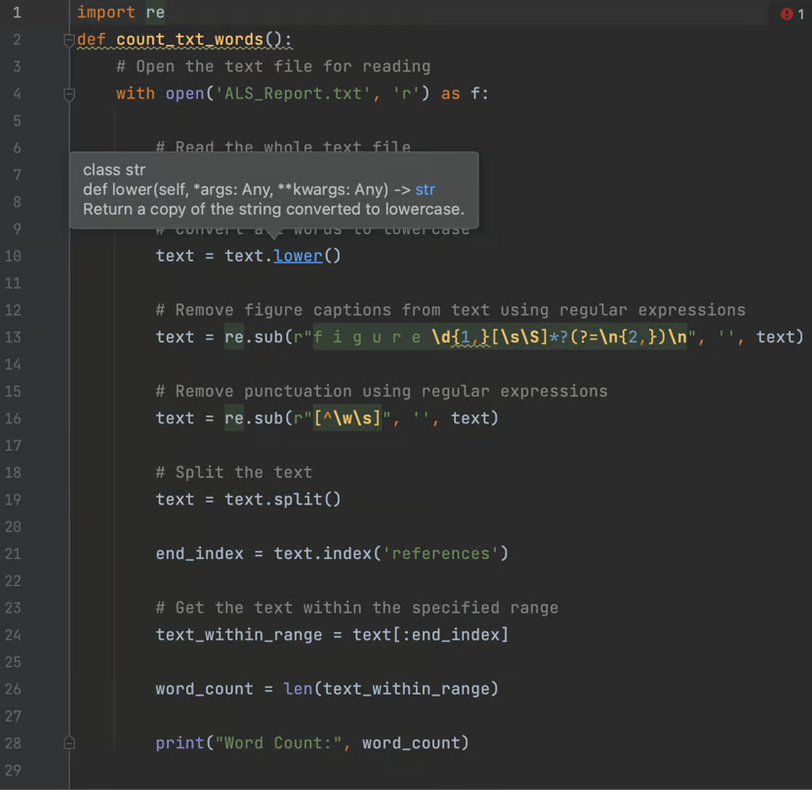 1 import re 1
2 def count_txt_words():
3 # Open the text file for reading
4 with open('ALS_Report.txt', 'r') as f:
5
6 # Read the whole text file
7 class str
8 def lower(self, *args: Any, **kwargs: Any) -> str
Return a copy of the string converted to lowercase.
9 # Convert words to lowercase
10 text = text.lower()
11
12 # Remove figure captions from text using regular expressions
13 text = re.sub(r"f i g u r e \d{1,}[\s\S]*?(?=\n{2,})\n", '', text)
14
15 # Remove punctuation using regular expressions
16 text = re.sub(r"[^\w\s]", '', text)
17
18 # Split the text
19 text = text.split()
20
21 end_index = text.index('references')
22
23 # Get the text within the specified range
24 text_within_range = text[:end_index]
25
26 word_count = len(text_within_range)
27
28 print("Word Count:", word_count)
29